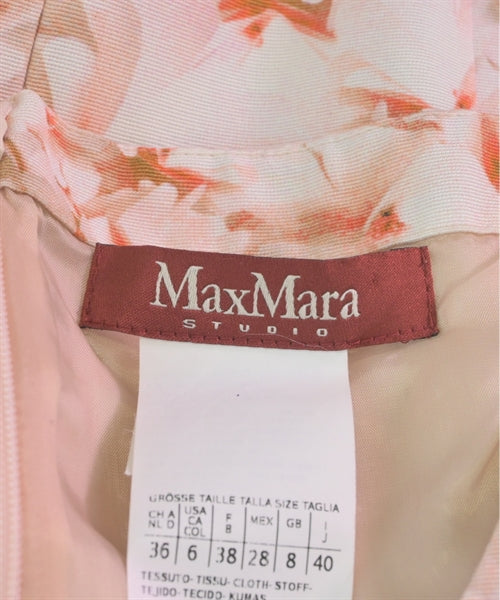 MaxMara
STUDIO
GRÖSSE TAILLE TALLA SIZE TAGLIA
CH A USA F MEX GB I
NL D CA B J
COL
36 6 38 28 8 40
TESSUTO-TISSU-CLOTH-STOFF-
TEJIDO-TECIDO-KUMAS